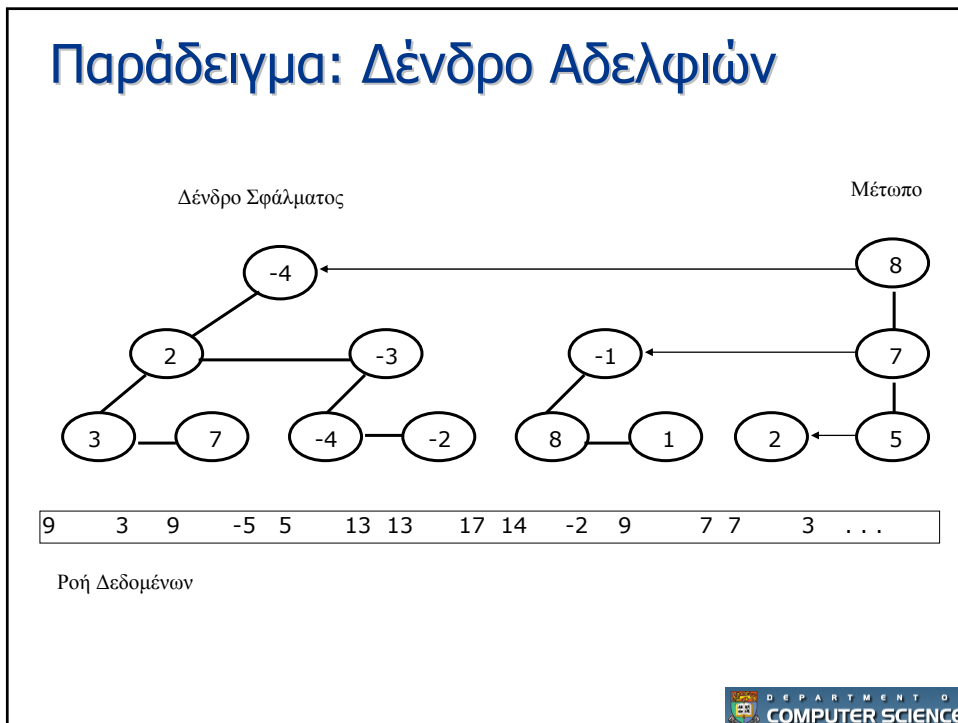 Παράδειγμα: Δένδρο Αδελφιών
Δένδρο Σφάλματος
Μέτωπο
-4 8
2 -3 -1 7
3 7 -4 -2 8 1 2 5
9 3 9 -5 5 13 13 17 14 -2 9 7 7 3 ...
Ροή Δεδομένων
DEPARTMENT O
COMPUTER SCIENCE